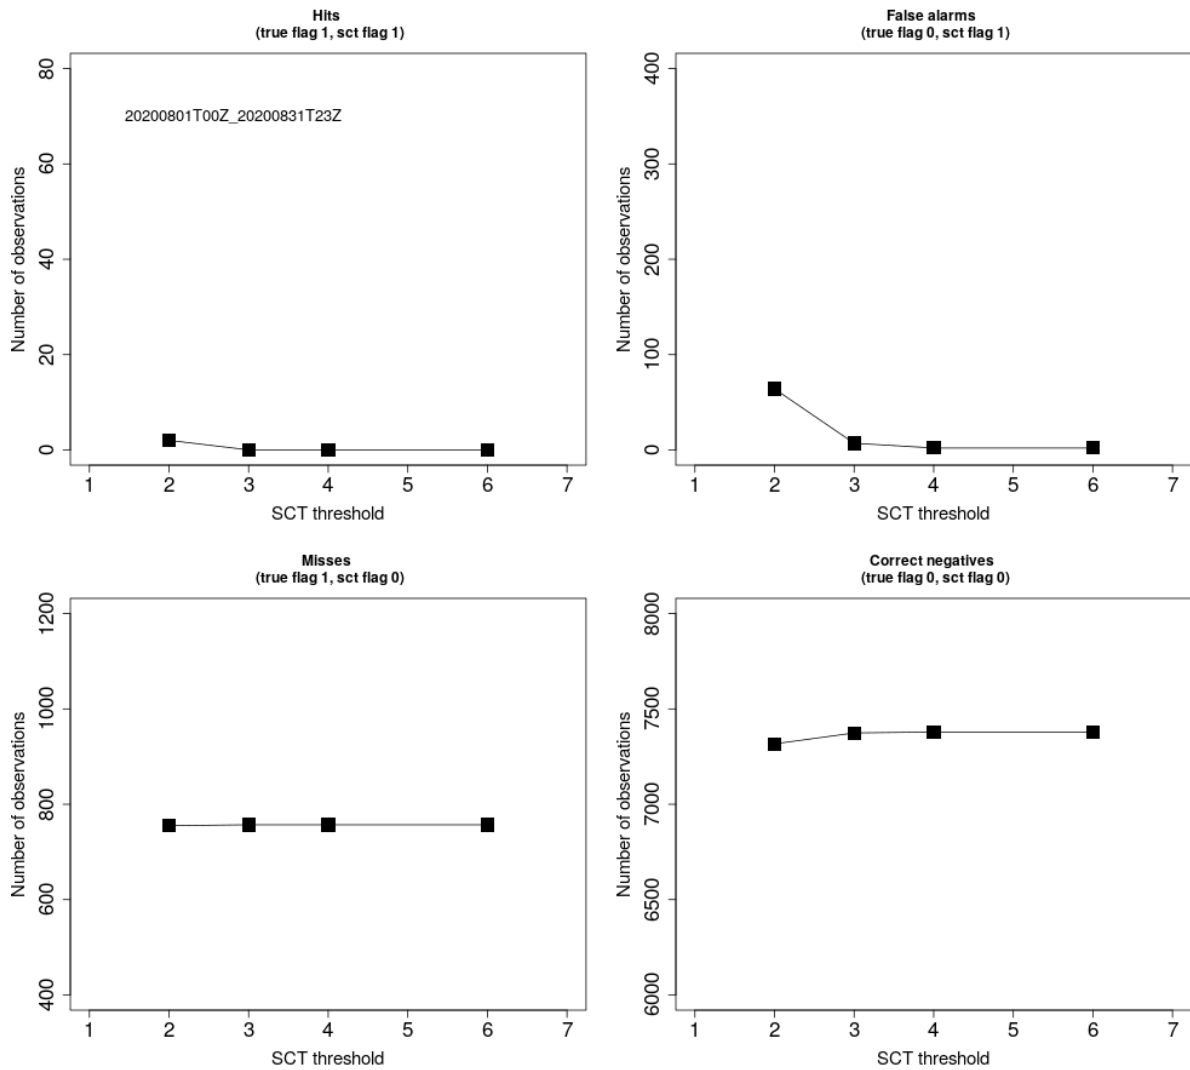 Hits
(true flag 1, sct flag 1)
80
60
40
20
0
Number of observations
20200801T00Z_20200831T23Z
1 2 3 4 5 6 7
SCT threshold
False alarms
(true flag 0, sct flag 1)
400
300
200
100
0
Number of observations
1 2 3 4 5 6 7
SCT threshold
Misses
(true flag 1, sct flag 0)
1200
1000
800
600
400
Number of observations
1 2 3 4 5 6 7
SCT threshold
Correct negatives
(true flag 0, sct flag 0)
8000
7500
7000
6500
6000
Number of observations
1 2 3 4 5 6 7
SCT threshold